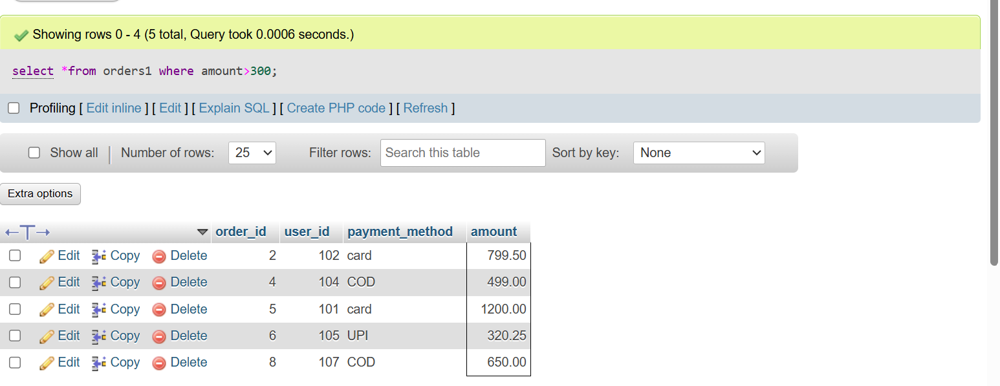 Showing rows 0 - 4 (5 total, Query took 0.0006 seconds.)
select *from orders1 where amount>300;
Profiling [ Edit inline ] [ Edit ] [ Explain SQL ] [ Create PHP code ] [ Refresh ]
Show all | Number of rows: 25 Filter rows: Search this table Sort by key: None
Extra options
←T→ order_id user_id payment_method amount
Edit Copy Delete 2 102 card 799.50
Edit Copy Delete 4 104 COD 499.00
Edit Copy Delete 5 101 card 1200.00
Edit Copy Delete 6 105 UPI 320.25
Edit Copy Delete 8 107 COD 650.00